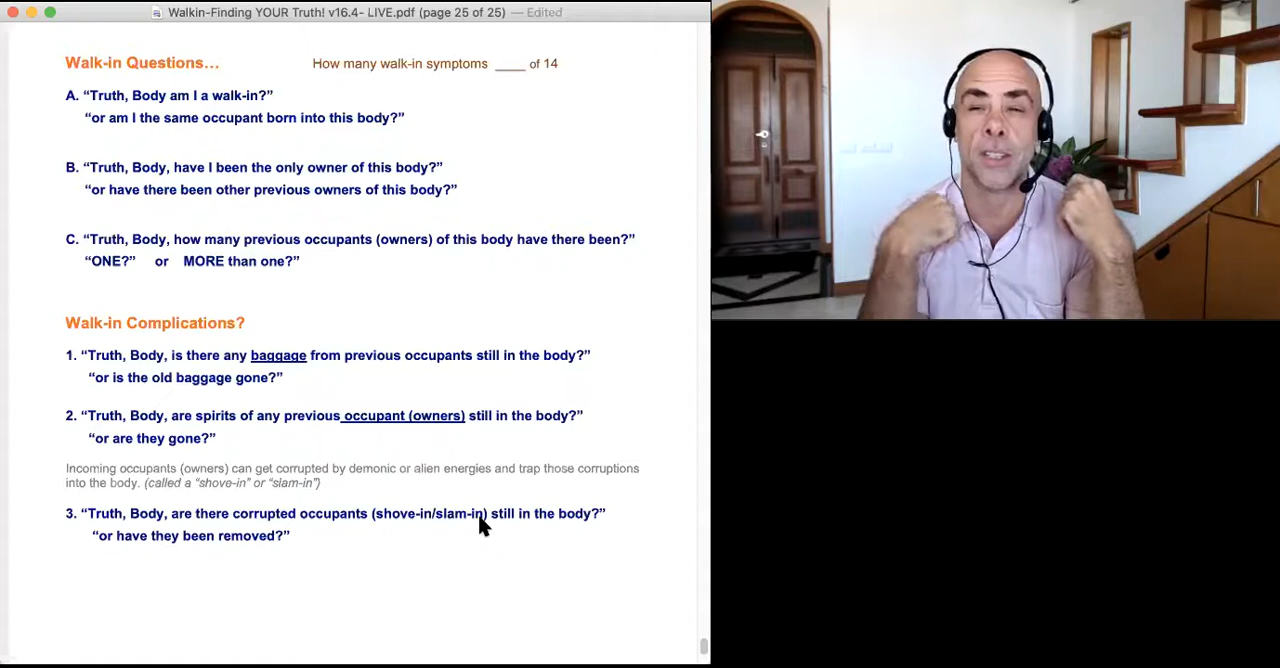 Walkin-Finding YOUR Truth! v16.4- LIVE.pdf (page 25 of 25) — Edited
Walk-in Questions…
How many walk-in symptoms ____ of 14
A. “Truth, Body am I a walk-in?”
“or am I the same occupant born into this body?”
B. “Truth, Body, have I been the only owner of this body?”
“or have there been other previous owners of this body?”
C. “Truth, Body, how many previous occupants (owners) of this body have there been?”
“ONE?” or MORE than one?”
Walk-in Complications?
1. “Truth, Body, is there any baggage from previous occupants still in the body?”
“or is the old baggage gone?”
2. “Truth, Body, are spirits of any previous occupant (owners) still in the body?”
“or are they gone?”
Incoming occupants (owners) can get corrupted by demonic or alien energies and trap those corruptions
into the body. (called a “shove-in” or “slam-in”)
3. “Truth, Body, are there corrupted occupants (shove-in/slam-in) still in the body?”
“or have they been removed?”